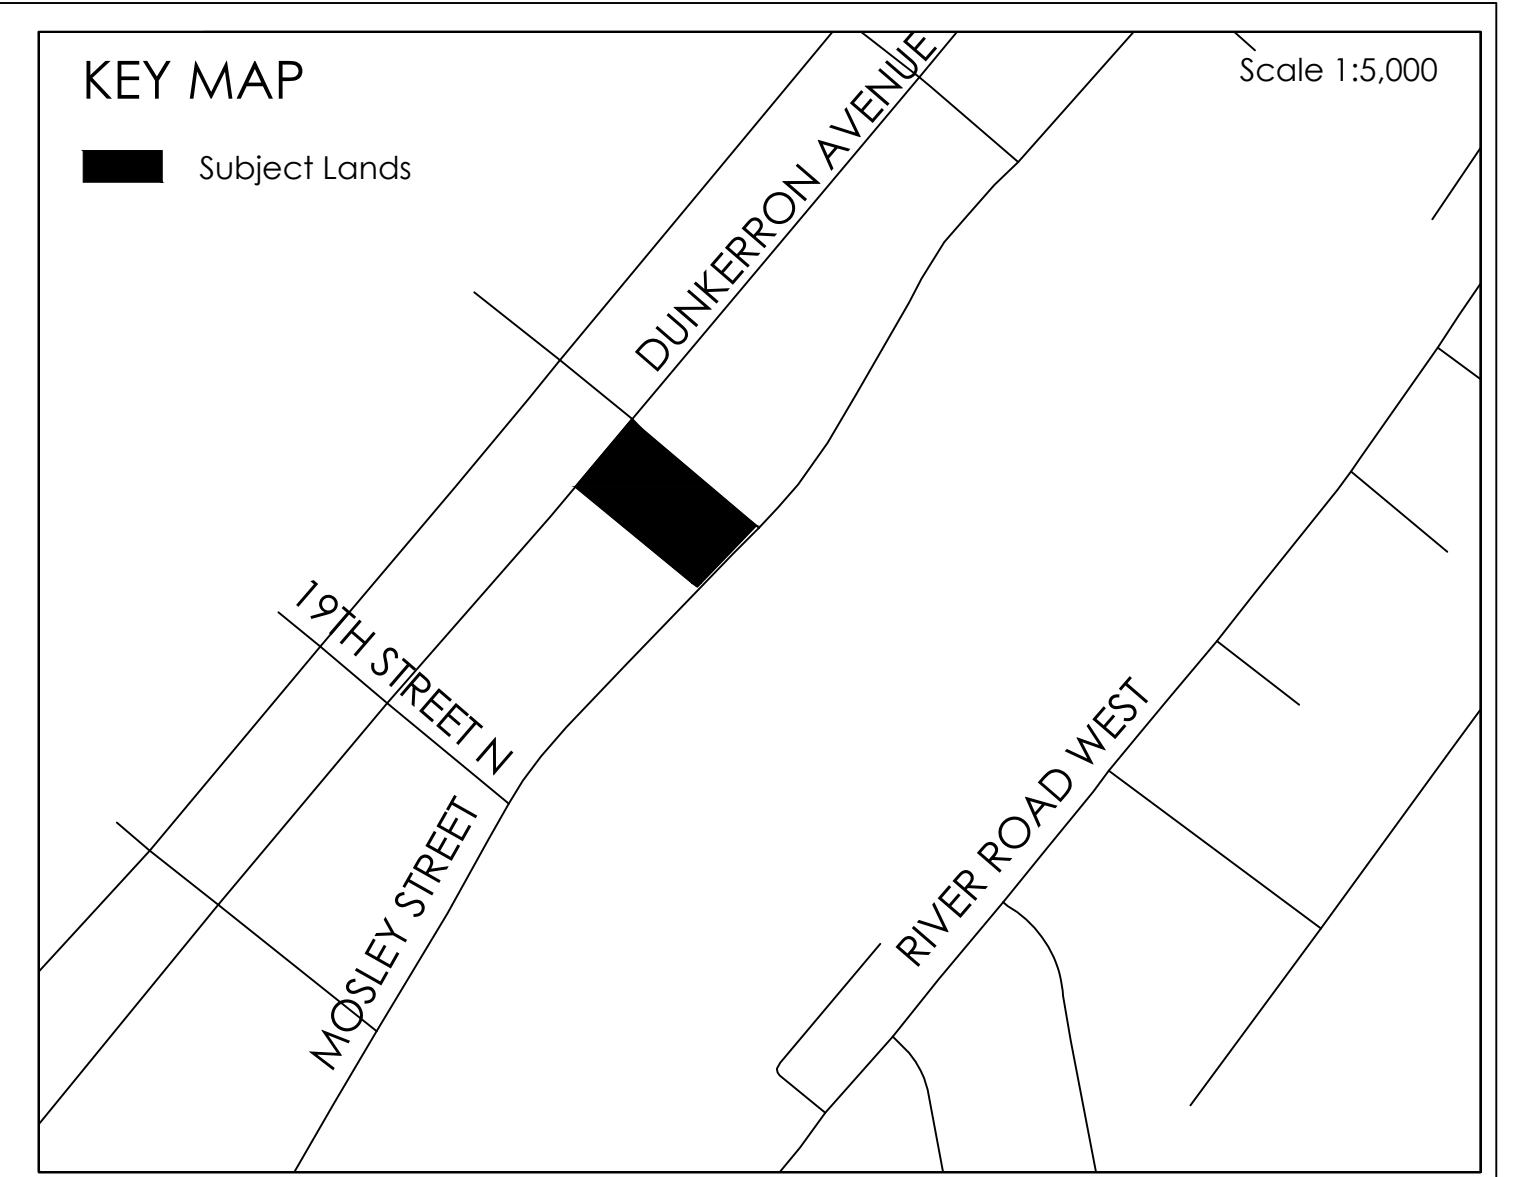 KEY MAP
Scale 1:5,000
Subject Lands
DUNKERRON AVENUE
19TH STREET N
MOSLEY STREET
RIVER ROAD WEST